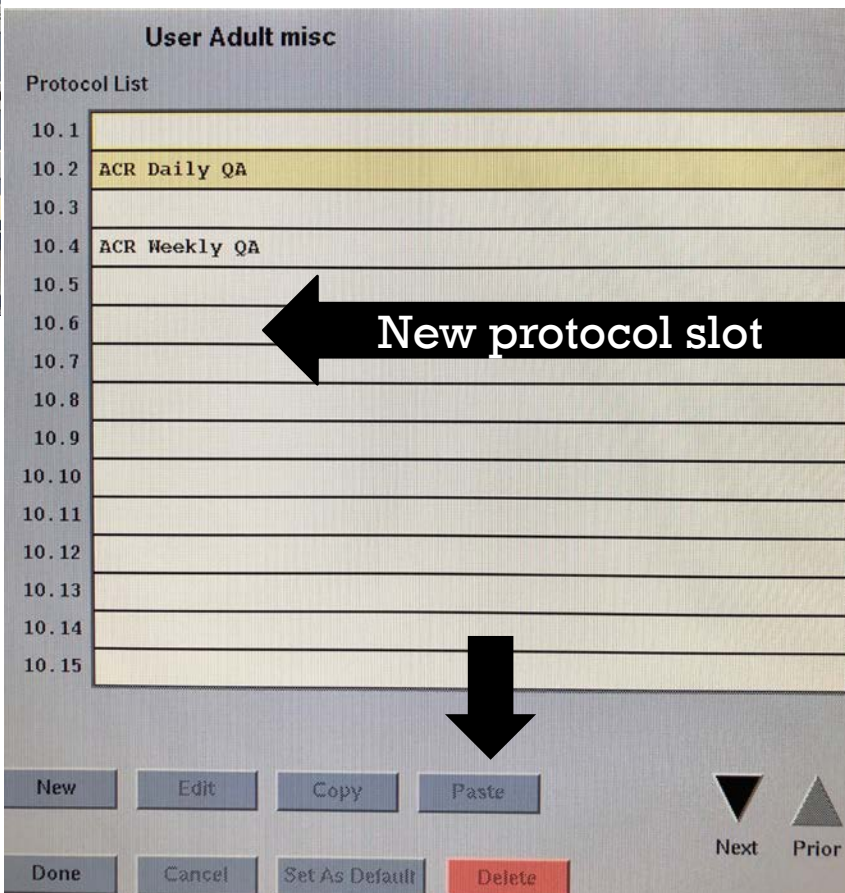 User Adult misc
Protocol List
10.1
10.2 ACR Daily QA
10.3
10.4 ACR Weekly QA
10.5
10.6
New protocol slot
10.7
10.8
10.9
10.10
10.11
10.12
10.13
10.14
10.15
New Edit Copy Paste
Next Prior
Done Cancel Set As Default Delete